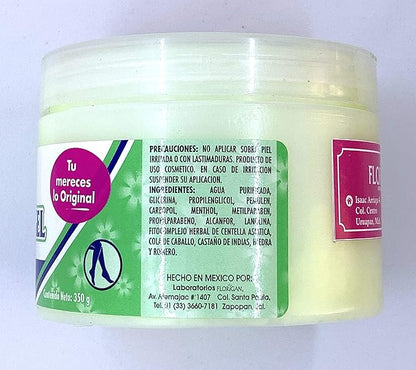 Tu
mereces
lo Original
EL
Contenido Neto: 350 g
PRECAUCIONES: NO APLICAR SOBRE PIEL
IRRITADA O CON LASTIMADURAS. PRODUCTO DE
USO COSMETICO. EN CASO DE IRRITACION
SUSPENDER SU APLICACION.
INGREDIENTES: AGUA PURIFICADA,
GLICERINA, PROPILENGLICOL, PEMULEN,
CARBOPOL, MENTHOL, METILPARABEN,
PROPILPARABENO, ALCANFOR, LANOLINA,
FITOCOMPLEJO HERBAL DE CENTELLA ASIATICA,
COLA DE CABALLO, CASTAÑO DE INDIAS, HIEDRA
Y ROMERO.
HECHO EN MEXICO POR:
Laboratorios FLORIGAN,
Av. Atemajac #1407 Col. Santa Paula,
Tel. 91 (33) 3660-7181 Zapopan, Jal.
FLO
Isaac Arriaga
Col. Centro
Uruapan, M